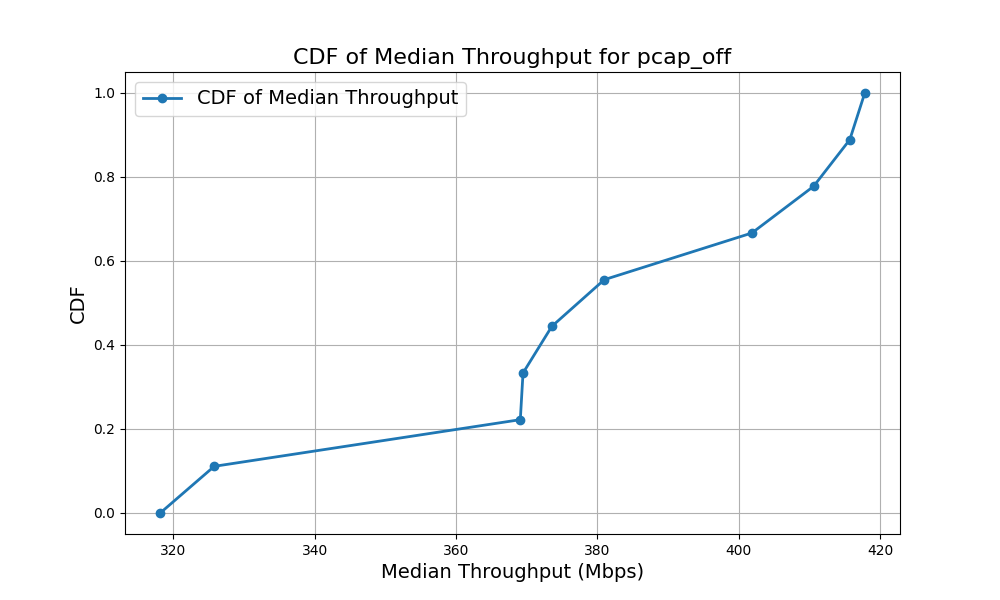 CDF of Median Throughput for pcap_off
CDF of Median Throughput
1.0
0.8
0.6
0.4
0.2
0.0
CDF
320 340 360 380 400 420
Median Throughput (Mbps)